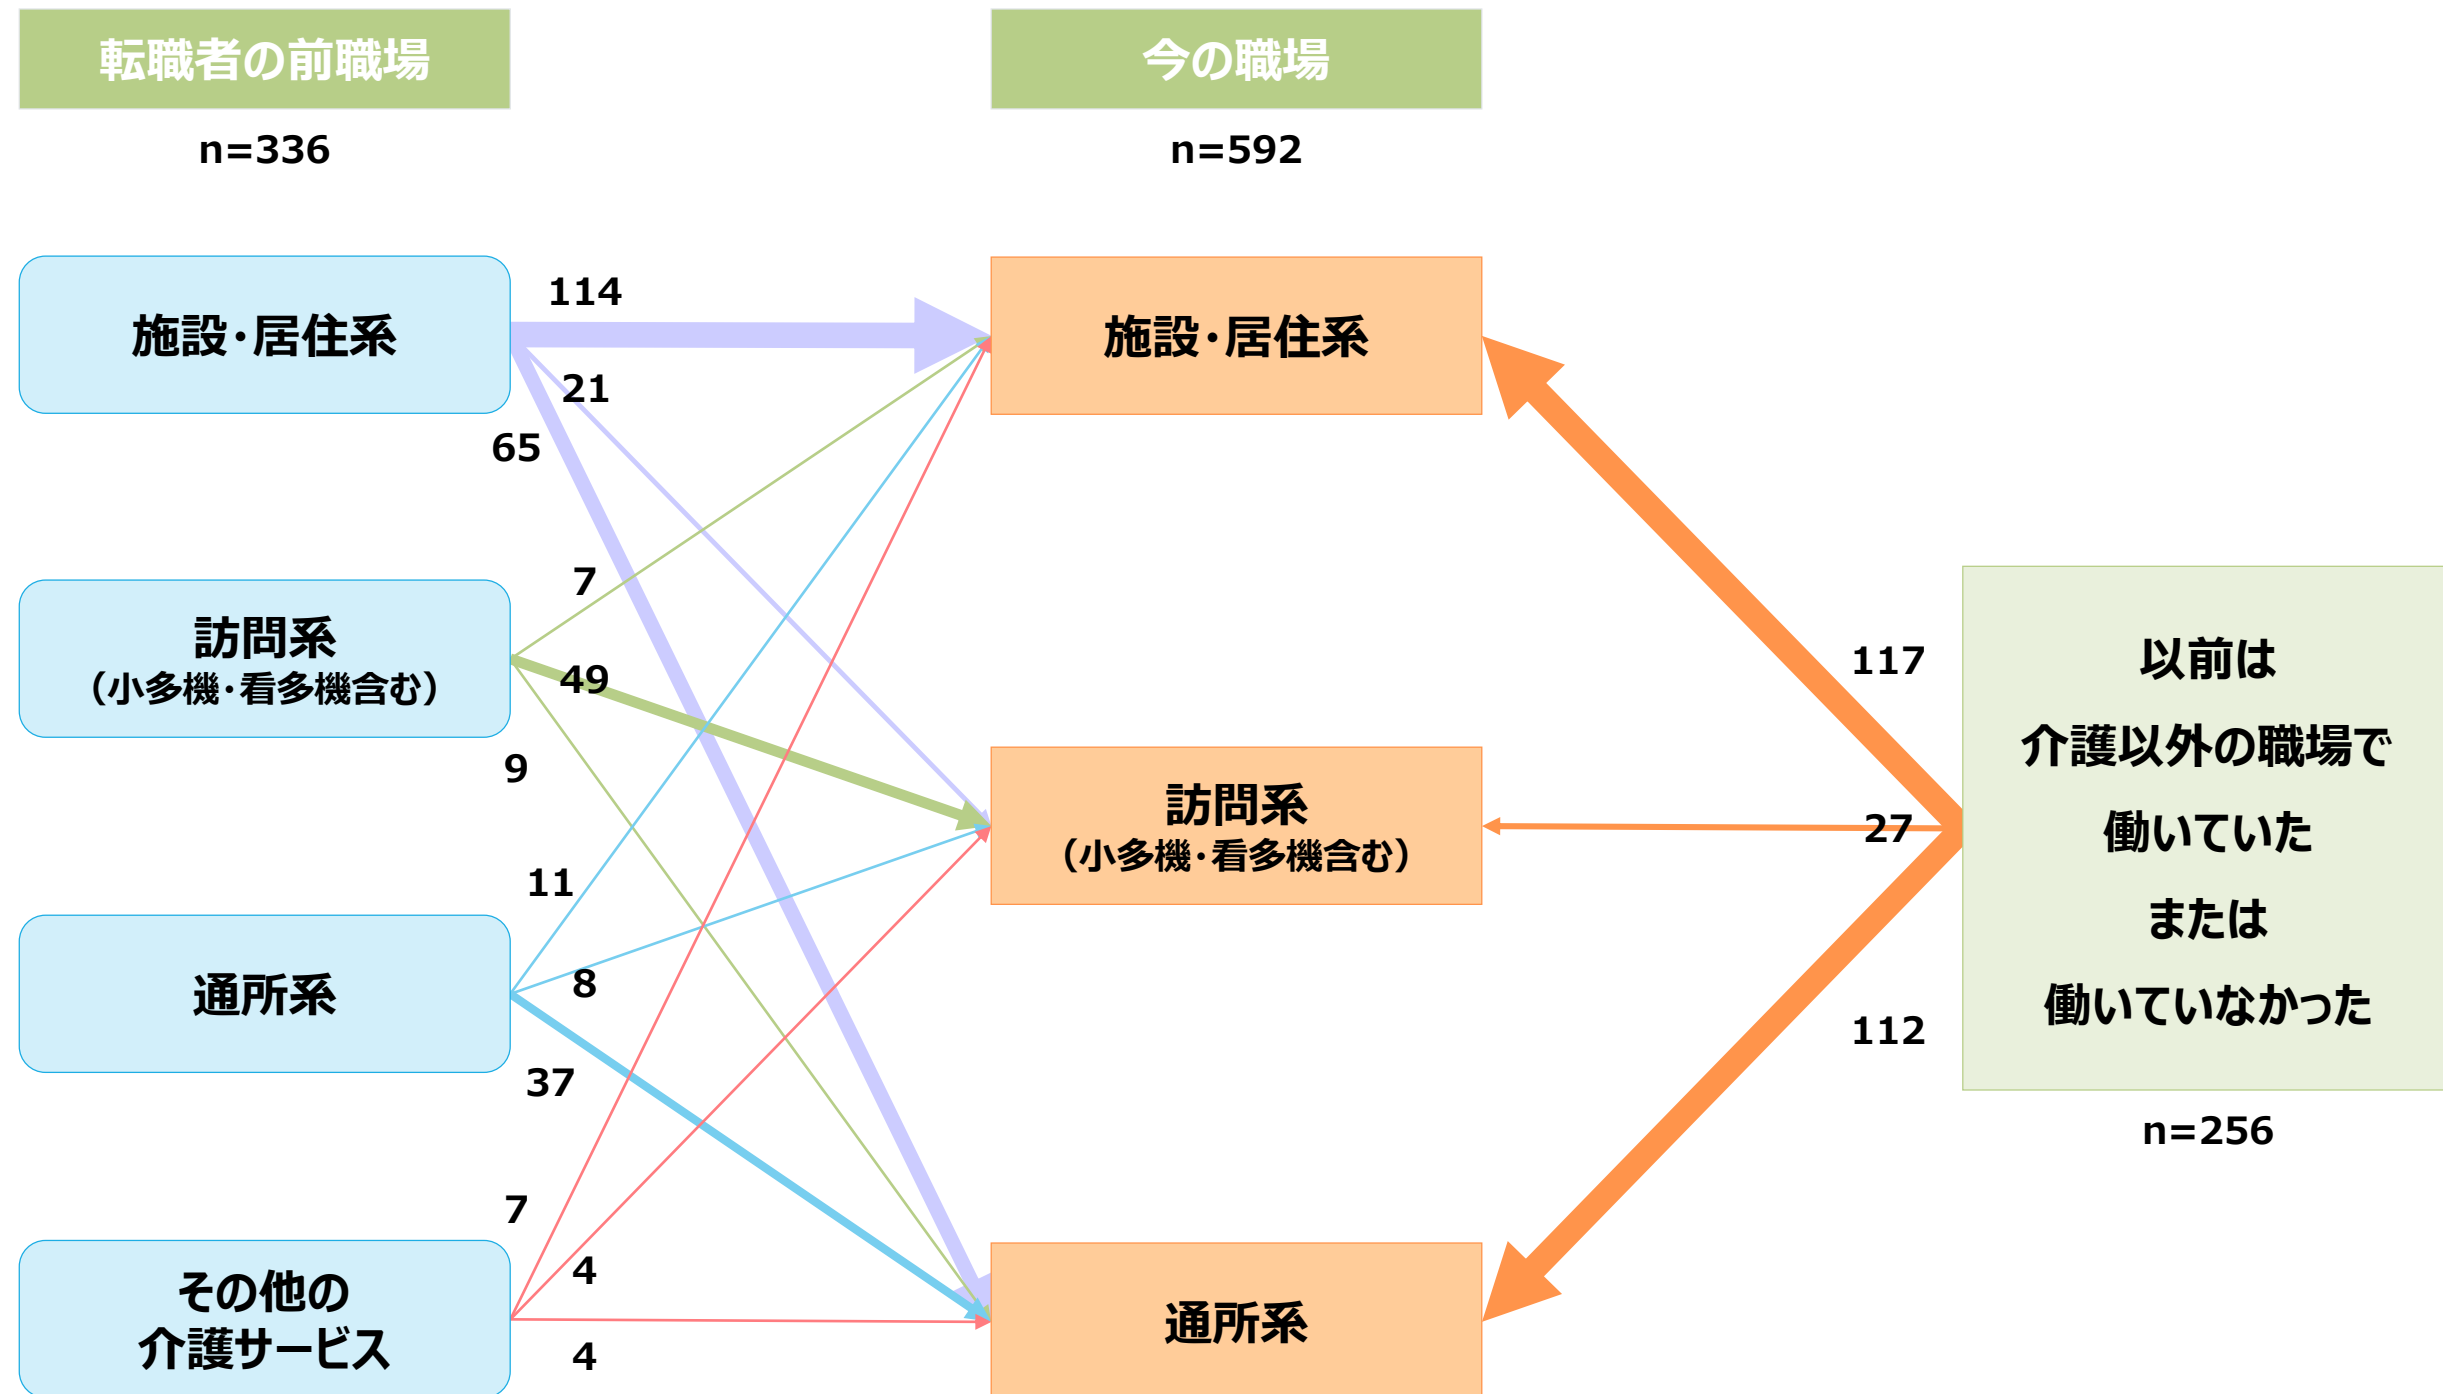 転職者の前職場
n=336
今の職場
n=592
施設・居住系
114
21
65
訪問系
（小多機・看多機含む）
7
49
9
通所系
11
8
37
その他の
介護サービス
7
4
4
施設・居住系
訪問系
（小多機・看多機含む）
通所系
117
27
112
以前は
介護以外の職場で
働いていた
または
働いていなかった
n=256